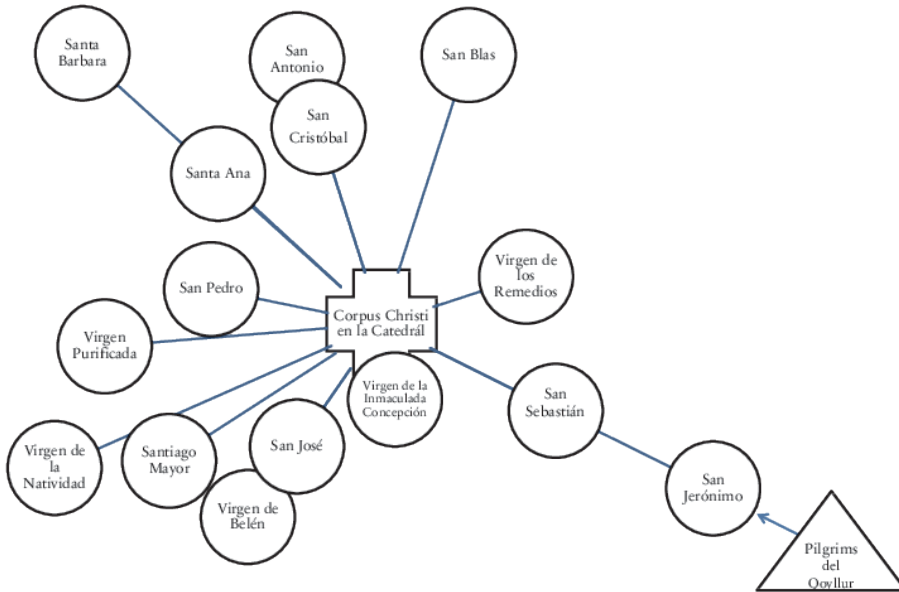 Santa
Barbara
San
Antonio
San Blas
San
Cristóbal
Santa Ana
Virgen de
los
Remedios
San Pedro
Corpus Christi
en la Catedrál
Virgen
Purificada
Virgen de la
Inmaculada
Concepción
San
Sebastián
Virgen de
la
Natividad
Santiago
Mayor
San José
San
Jerónimo
Virgen de
Belén
Pilgrims
del
Qoyllur